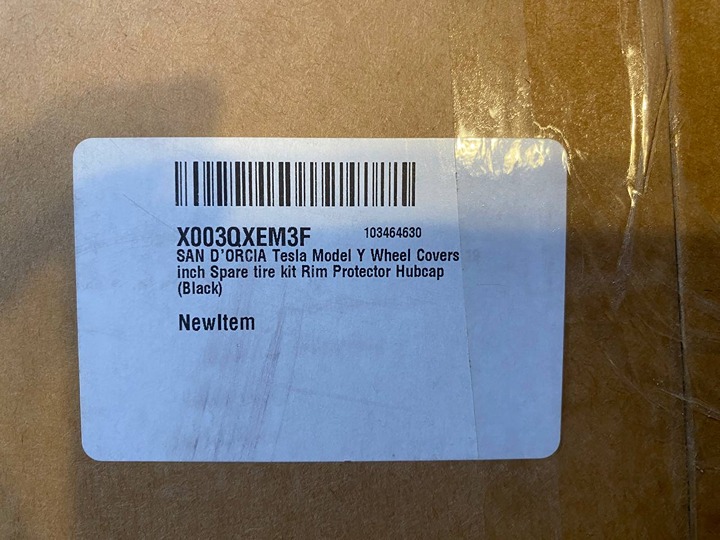 X003QXEM3F 103464630
SAN D'ORCIA Tesla Model Y Wheel Covers
inch Spare tire kit Rim Protector Hubcap
(Black)
NewItem